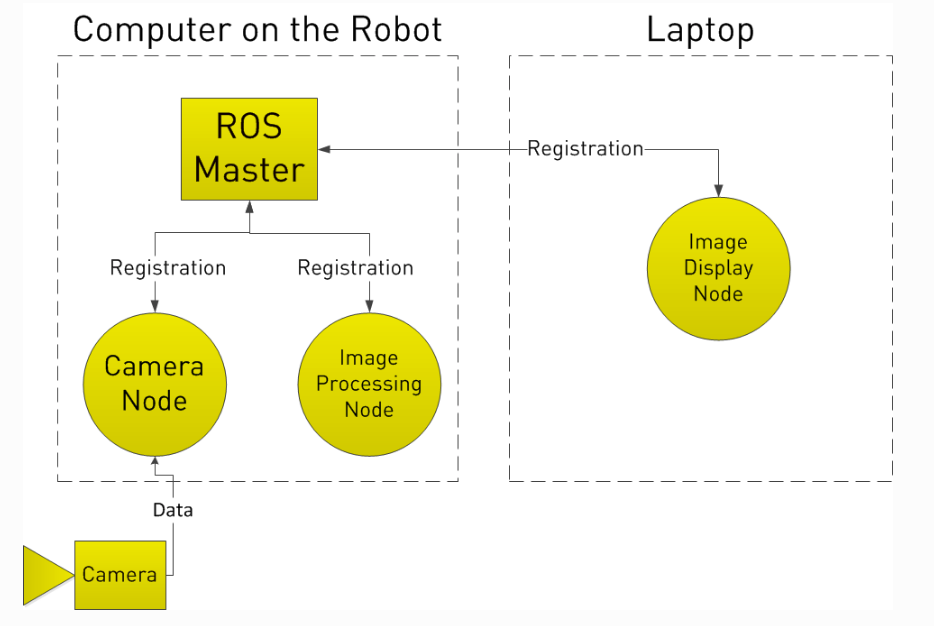 Computer on the Robot
Laptop
ROS
Master
Registration
Image
Display
Node
Registration
Registration
Camera
Node
Image
Processing
Node
Data
Camera